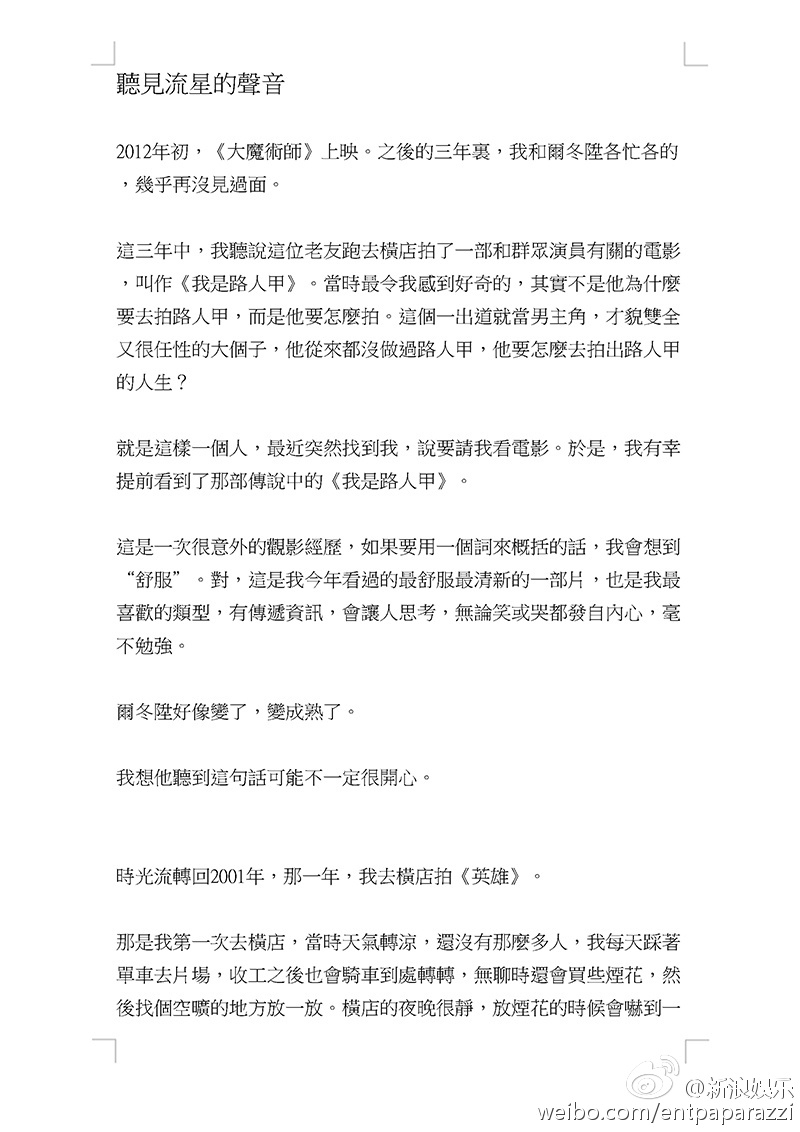 聽見流星的聲音
2012年初，《大魔術師》上映。之後的三年裏，我和爾冬陞各忙各的
，幾乎再沒見過面。
這三年中，我聽說這位老友跑去橫店拍了一部和群眾演員有關的電影
，叫作《我是路人甲》。當時最令我感到好奇的，其實不是他為什麼
要去拍路人甲，而是他要怎麼拍。這個一出道就當男主角，才貌雙全
又很任性的大個子，他從來都沒做過路人甲，他要怎麼去拍出路人甲
的人生？
就是這樣一個人，最近突然找到我，說要請我看電影。於是，我有幸
提前看到了那部傳說中的《我是路人甲》。
這是一次很意外的觀影經歷，如果要用一個詞來概括的話，我會想到
“舒服”。對，這是我今年看過的最舒服最清新的一部片，也是我最
喜歡的類型，有傳遞資訊，會讓人思考，無論笑或哭都發自內心，毫
不勉強。
爾冬陞好像變了，變成熟了。
我想他聽到這句話可能不一定很開心。
時光流轉回2001年，那一年，我去橫店拍《英雄》。
那是我第一次去橫店，當時天氣轉涼，還沒有那麼多人，我每天踩著
單車去片場，收工之後也會騎車到處轉轉，無聊時還會買些煙花，然
後找個空曠的地方放一放。橫店的夜晚很靜，放煙花的時候會嚇到一
@新浪娱乐
weibo.com/entpaparazzi